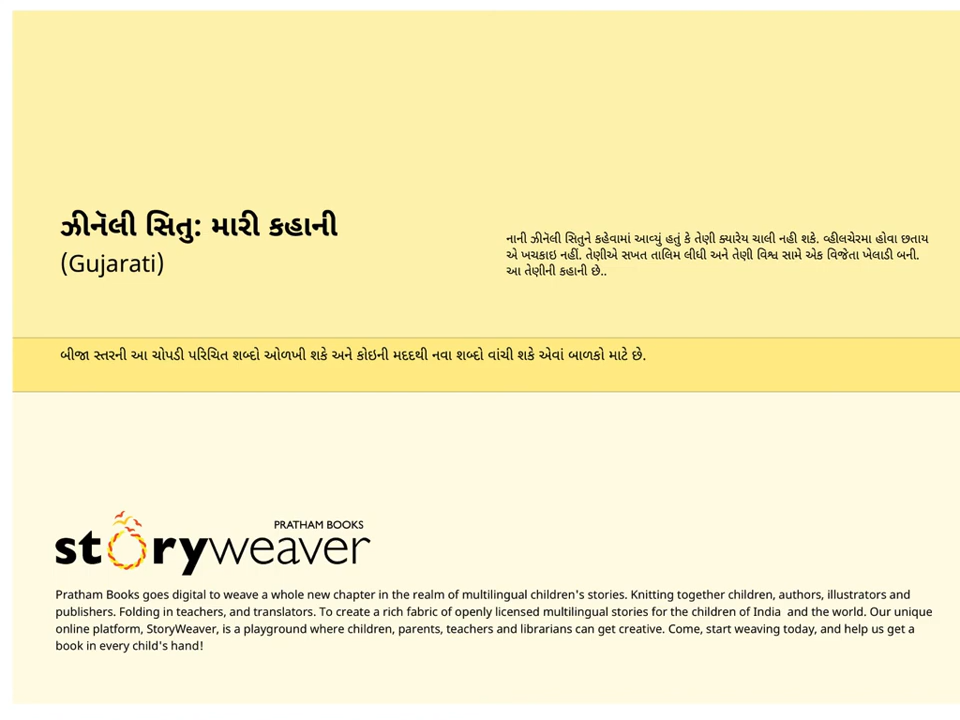 ઝીનૅલી સિતુ: મારી કહાની
(Gujarati)
નાની ઝીનૅલી સિતુને કહેવામાં આવ્યું હતું કે તેણી ક્યારેય ચાલી નહી શકે. વ્હીલચેરમા હોવા છતાય
એ ખચકાઇ નહીં. તેણીએ સખત તાલિમ લીધી અને તેણી વિશ્વ સામે એક વિજેતા ખેલાડી બની.
આ તેણીની કહાની છે..
બીજા સ્તરની આ ચોપડી પરિચિત શબ્દો ઓળખી શકે અને કોઇની મદદથી નવા શબ્દો વાંચી શકે એવાં બાળકો માટે છે.
PRATHAM BOOKS
storyweaver
Pratham Books goes digital to weave a whole new chapter in the realm of multilingual children's stories. Knitting together children, authors, illustrators and
publishers. Folding in teachers, and translators. To create a rich fabric of openly licensed multilingual stories for the children of India and the world. Our unique
online platform, StoryWeaver, is a playground where children, parents, teachers and librarians can get creative. Come, start weaving today, and help us get a
book in every child's hand!